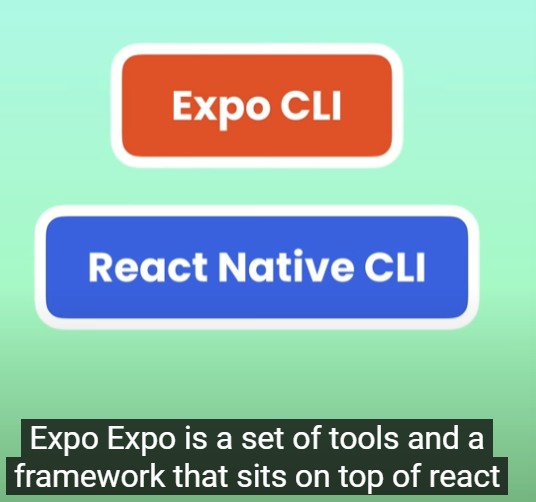 Expo CLI
React Native CLI
Expo Expo is a set of tools and a
framework that sits on top of react